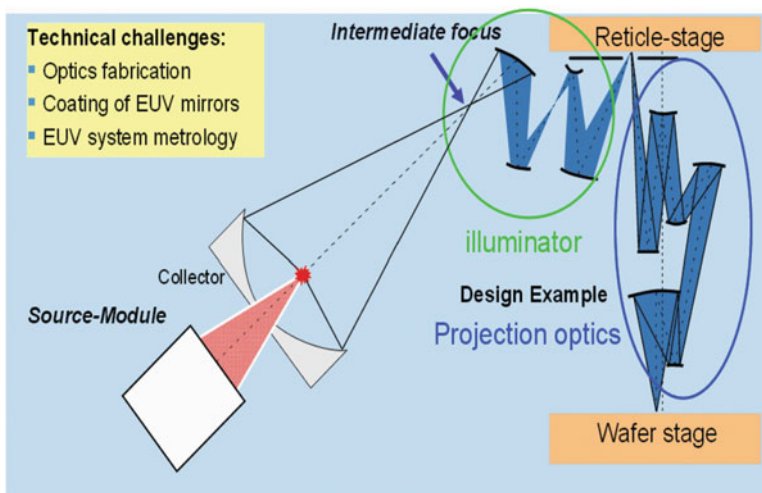 Technical challenges:
Optics fabrication
Coating of EUV mirrors
EUV system metrology
Intermediate focus
Reticle-stage
illuminator
Collector
Source-Module
Design Example
Projection optics
Wafer stage